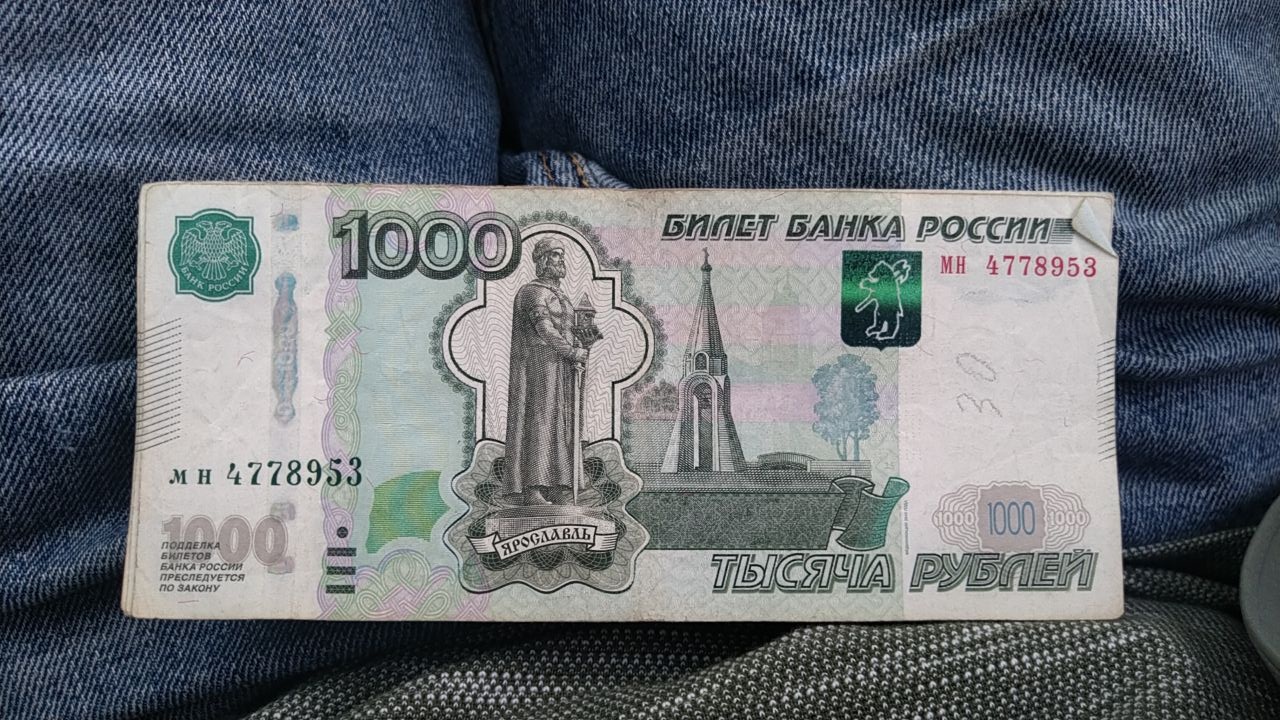 1000
БИЛЕТ БАНКА РОССИИ
БАНК РОССИИ
мн 4778953
30
мн 4778953
1000
ПОДДЕЛКА
БИЛЕТОВ
БАНКА РОССИИ
ПРЕСЛЕДУЕТСЯ
ПО ЗАКОНУ
ЯРОСЛАВЛЬ
1000 1000 1000
ТЫСЯЧА РУБЛЕЙ